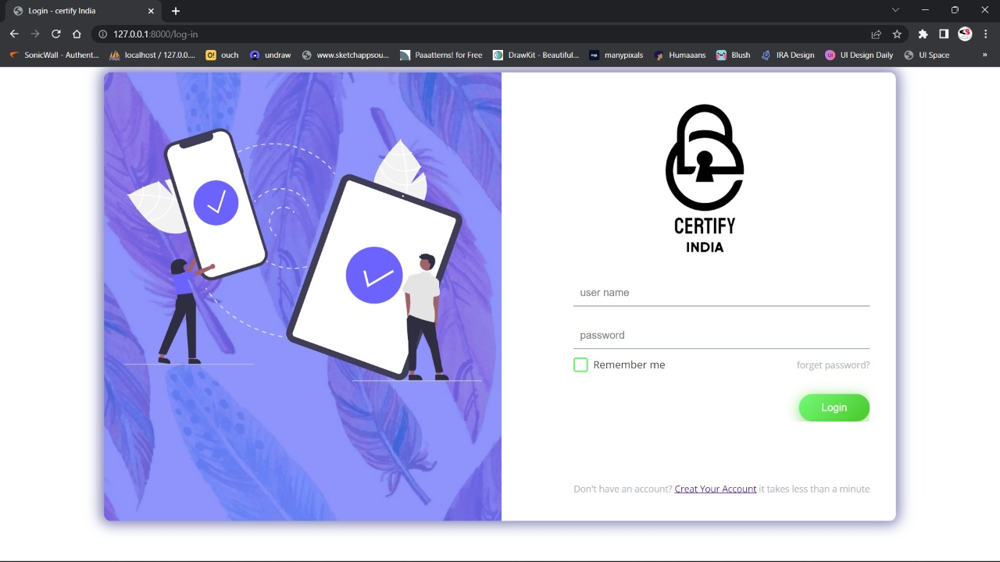 Login - certify India
127.0.0.1:8000/log-in
SonicWall - Authent... localhost / 127.0.0.... O! ouch undraw www.sketchappsou... Paaatterns! for Free DrawKit - Beautiful... manypixals Humaaans Blush IRA Design Ui UI Design Daily UI Space »
CERTIFY
INDIA
user name
password
Remember me forget password?
Login
Don't have an account? Creat Your Account it takes less than a minute